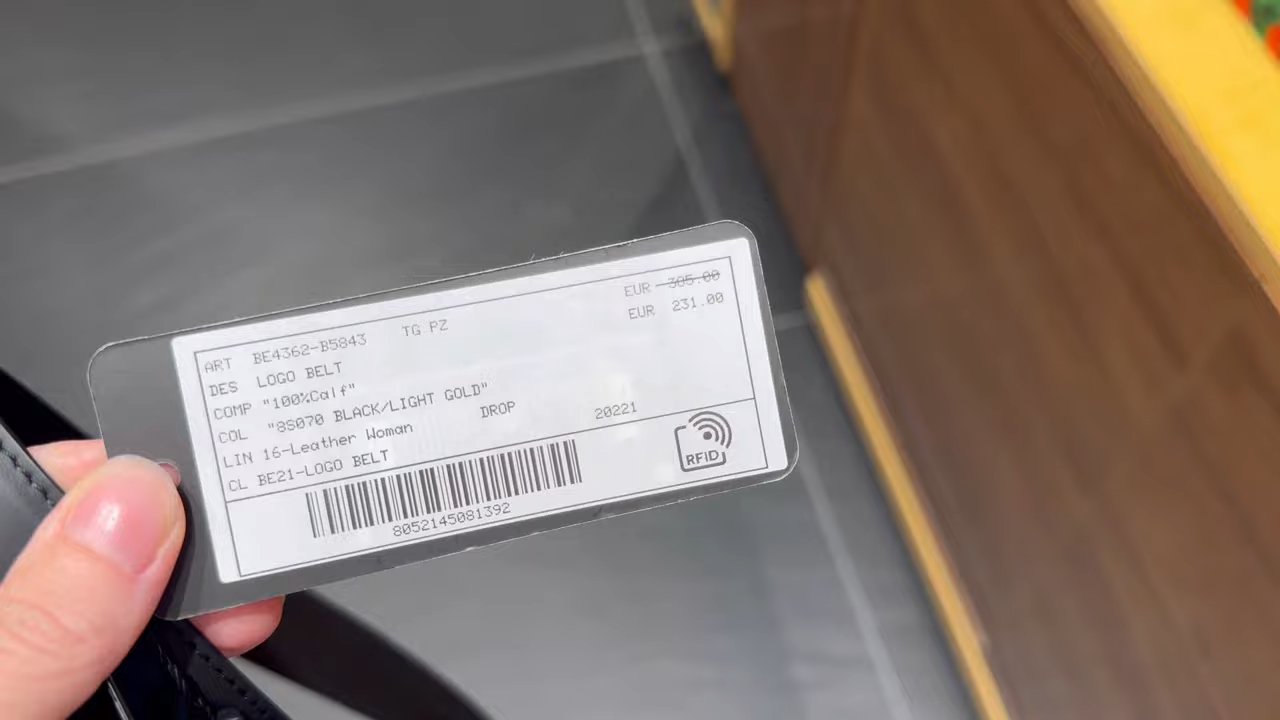 EUR 385.00
EUR 231.00
ART BE4362-B5843 TG PZ
DES LOGO BELT
COMP "100%Calf"
COL "8S070 BLACK/LIGHT GOLD"
LIN 16-Leather Woman DROP 20221
CL BE21-LOGO BELT
RFID
8052145081392